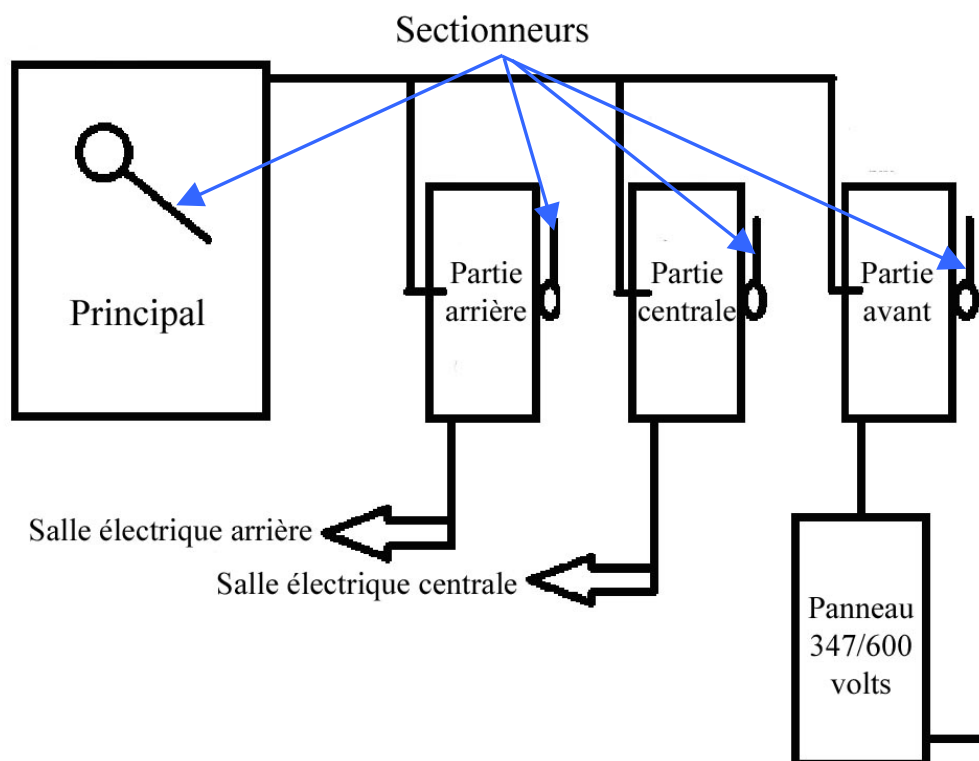 Sectionneurs
Principal
Partie
arrière
Partie
centrale
Partie
avant
Salle électrique arrière
Salle électrique centrale
Panneau
347/600
volts